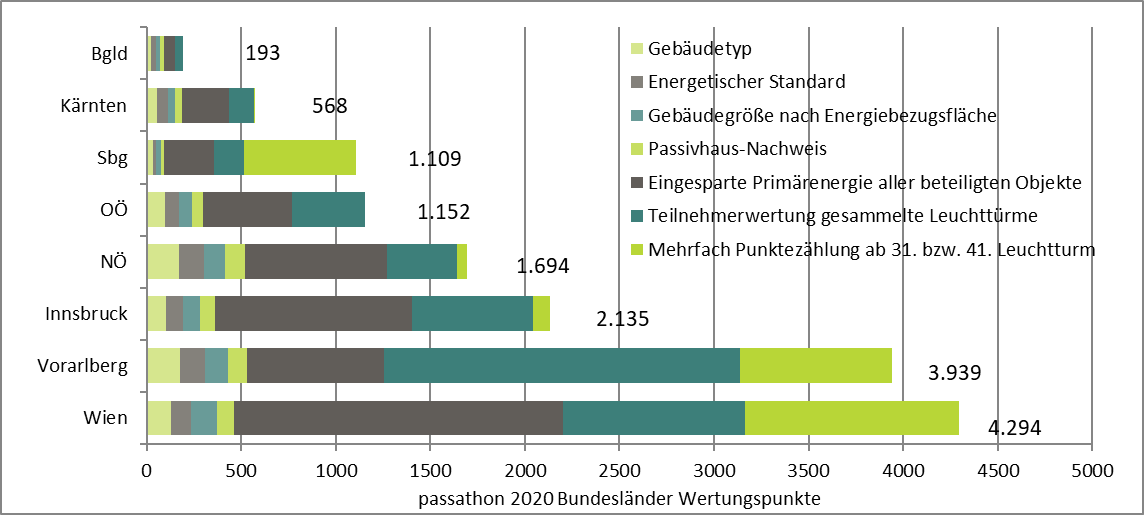 Bgld
193
Kärnten
568
Sbg
1.109
OÖ
1.152
NÖ
1.694
Innsbruck
2.135
Vorarlberg
3.939
Wien
4.294
Gebäudetyp
Energetischer Standard
Gebäudegröße nach Energiebezugsfläche
Passivhaus-Nachweis
Eingesparte Primärenergie aller beteiligten Objekte
Teilnehmerwertung gesammelte Leuchttürme
Mehrfach Punktezählung ab 31. bzw. 41. Leuchtturm
0 500 1000 1500 2000 2500 3000 3500 4000 4500 5000
passathon 2020 Bundesländer Wertungspunkte